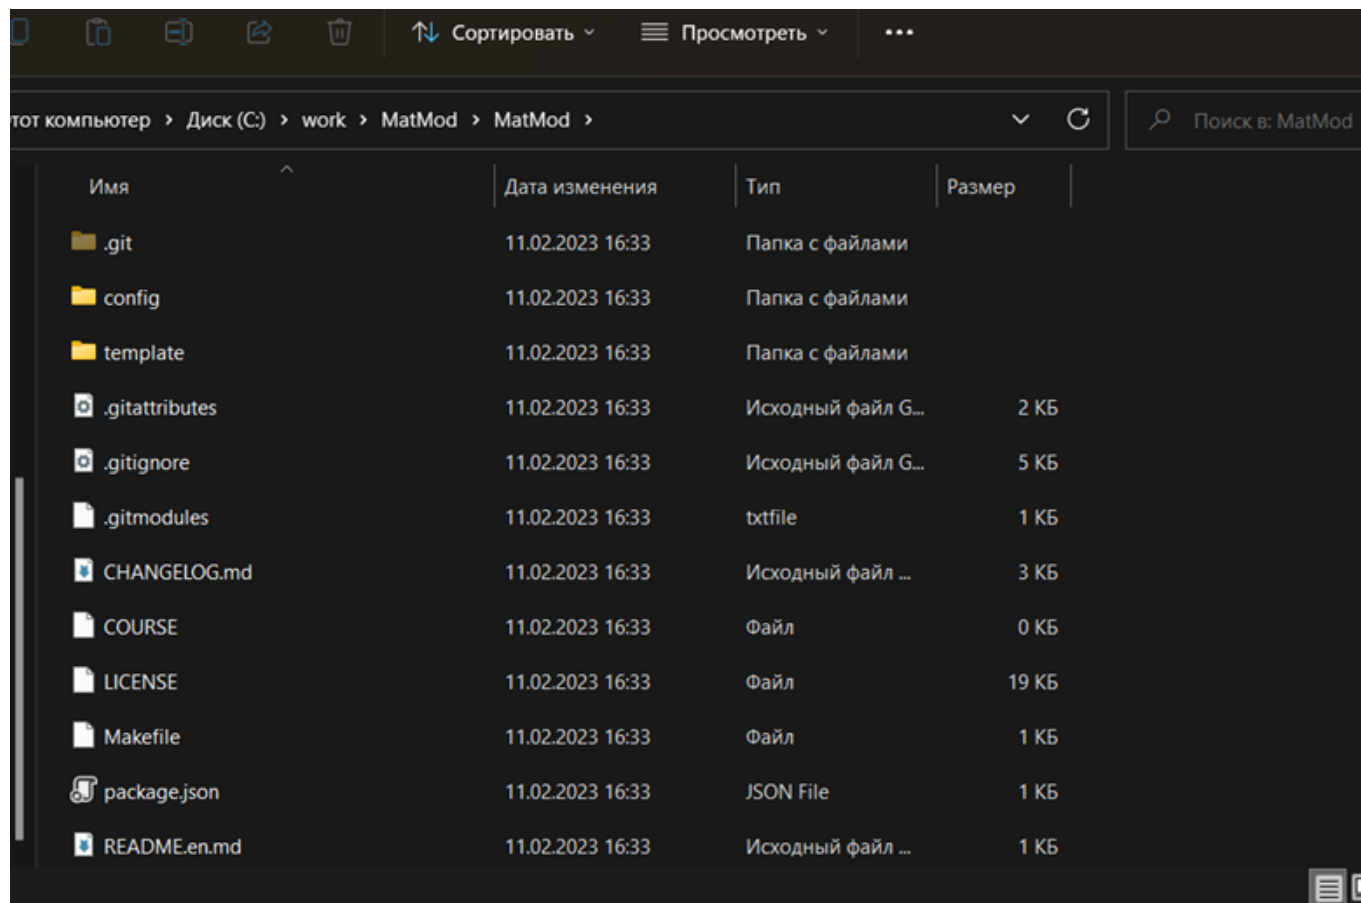 Сортировать Просмотреть •••
тот компьютер › Диск (C:) › work › MatMod › MatMod › Поиск в: MatMod
Имя Дата изменения Тип Размер
.git 11.02.2023 16:33 Папка с файлами
config 11.02.2023 16:33 Папка с файлами
template 11.02.2023 16:33 Папка с файлами
.gitattributes 11.02.2023 16:33 Исходный файл G... 2 КБ
.gitignore 11.02.2023 16:33 Исходный файл G... 5 КБ
.gitmodules 11.02.2023 16:33 txtfile 1 КБ
CHANGELOG.md 11.02.2023 16:33 Исходный файл ... 3 КБ
COURSE 11.02.2023 16:33 Файл 0 КБ
LICENSE 11.02.2023 16:33 Файл 19 КБ
Makefile 11.02.2023 16:33 Файл 1 КБ
package.json 11.02.2023 16:33 JSON File 1 КБ
README.en.md 11.02.2023 16:33 Исходный файл ... 1 КБ